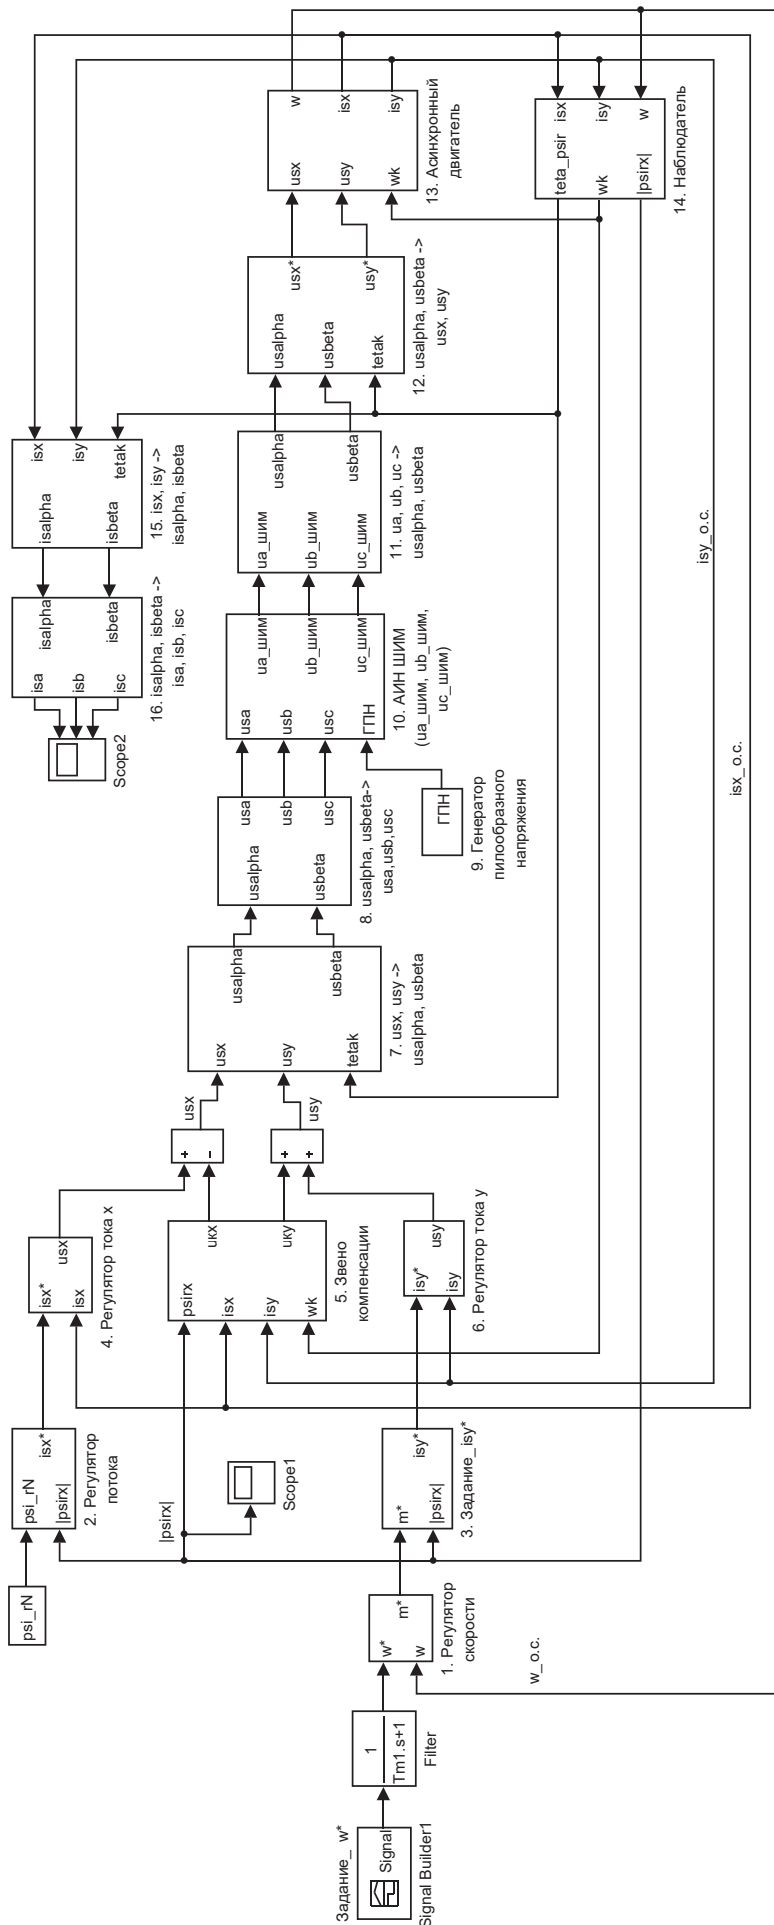 Задание_ w*
Signal
Signal Builder1
1
Tm1.s+1
Filter
w*
w
m*
1. Регулятор
скорости
w_o.c.
psi_rN
psi_rN
|psirx|
isx*
2. Регулятор
потока
|psirx|
Scope1
m*
|psirx|
isy*
3. Задание_isy*
isx*
isx
usx
4. Регулятор тока x
psirx
isx
isy
wk
uкx
uкy
5. Звено
компенсации
isy*
isy
usy
6. Регулятор тока y
+
-
usx
+
+
usy
usx
usy
tetak
usalpha
usbeta
7. usx, usy ->
usalpha, usbeta
usalpha
usbeta
usa
usb
usc
8. usalpha, usbeta->
usa,usb,usc
ГПН
9. Генератор
пилообразного
напряжения
usa
usb
usc
ГПН
ua_шим
ub_шим
uc_шим
10. АИН ШИМ
(ua_шим, ub_шим,
uc_шим)
ua_шим
ub_шим
uc_шим
usalpha
usbeta
11. ua, ub, uc ->
usalpha, usbeta
usalpha
usbeta
tetak
usx*
usy*
12. usalpha, usbeta ->
usx, usy
usx
usy
wk
w
isx
isy
13. Асинхронный
двигатель
teta_psir
wk
|psirx|
isx
isy
w
14. Наблюдатель
isx
isy
tetak
isalpha
isbeta
15. isx, isy ->
isalpha, isbeta
isalpha
isbeta
isa
isb
isc
16. isalpha, isbeta ->
isa, isb, isc
Scope2
isy_o.c.
isx_o.c.